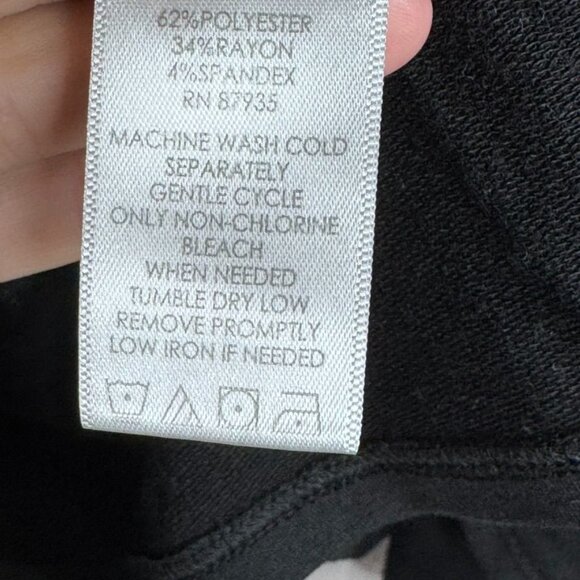 62%POLYESTER
34%RAYON
4%SPANDEX
RN 87935
MACHINE WASH COLD
SEPARATELY
GENTLE CYCLE
ONLY NON-CHLORINE
BLEACH
WHEN NEEDED
TUMBLE DRY LOW
REMOVE PROMPTLY
LOW IRON IF NEEDED